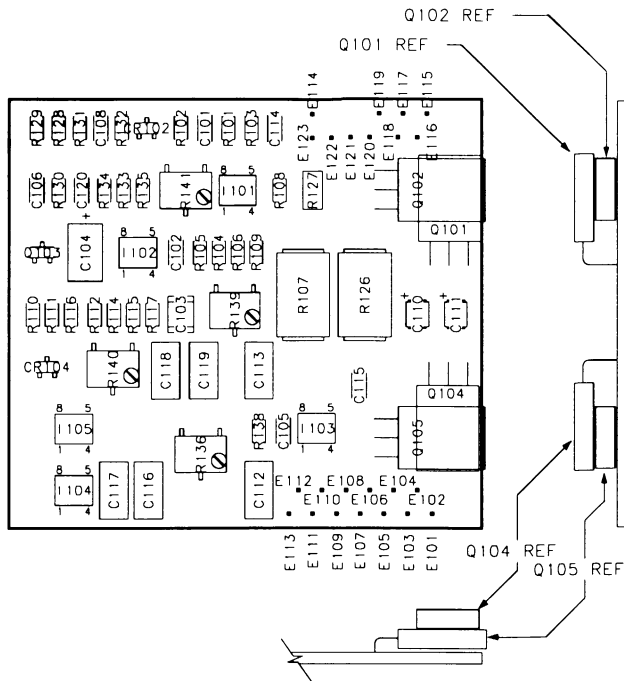 Q102 REF
Q101 REF
E114
E119
E117
E115
R129
R128
R131
C108
R132
R102
C101
R101
R103
C114
E123
E122
E121
E120
E118
E116
C106
R130
C120
R134
R133
R135
R141
8 5
I101
1 4
R108
R127
Q102
Q101
+
C104
8 5
I102
1 4
C102
R105
R104
R106
R109
R110
R111
R116
R112
R114
R115
R117
C103
R139
R107
R126
+
C110
+
C111
R140
C118
C119
C113
C115
Q104
8 5
I105
1 4
R136
R138
C105
8 5
I103
1 4
Q105
8 5
I104
1 4
C117
C116
C112
E112
E108
E104
E110
E106
E102
E113
E111
E109
E107
E105
E103
E101
Q104 REF
Q105 REF